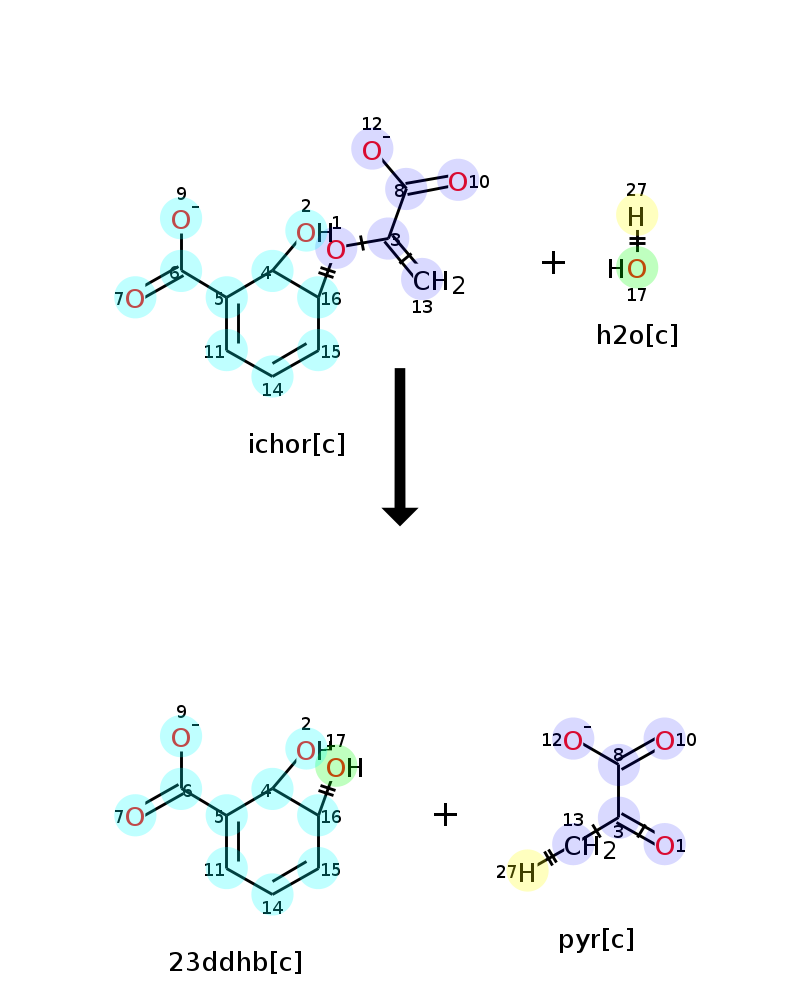 12
O-
8 O 10
9 2 1 27
O- OH O 3 H
6 4 CH2 HO
7 O 5 16 13 17
11 15 h2o[c]
14
+
ichor[c]
9 2 17
O- OH OH
6 4
7 O 5 16
11 15
14
23ddhb[c]
+
12 O- 8 O 10
13 3
CH2 O 1
27 H
pyr[c]